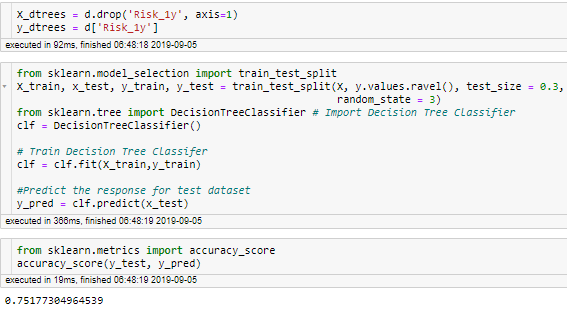 X_dtrees = d.drop('Risk_1y', axis=1)
y_dtrees = d['Risk_1y']
executed in 92ms, finished 06:48:18 2019-09-05
from sklearn.model_selection import train_test_split
X_train, x_test, y_train, y_test = train_test_split(X, y.values.ravel(), test_size = 0.3,
random_state = 3)
from sklearn.tree import DecisionTreeClassifier # Import Decision Tree Classifier
clf = DecisionTreeClassifier()
# Train Decision Tree Classifer
clf = clf.fit(X_train,y_train)
#Predict the response for test dataset
y_pred = clf.predict(x_test)
executed in 366ms, finished 06:48:19 2019-09-05
from sklearn.metrics import accuracy_score
accuracy_score(y_test, y_pred)
executed in 19ms, finished 06:48:19 2019-09-05
0.75177304964539